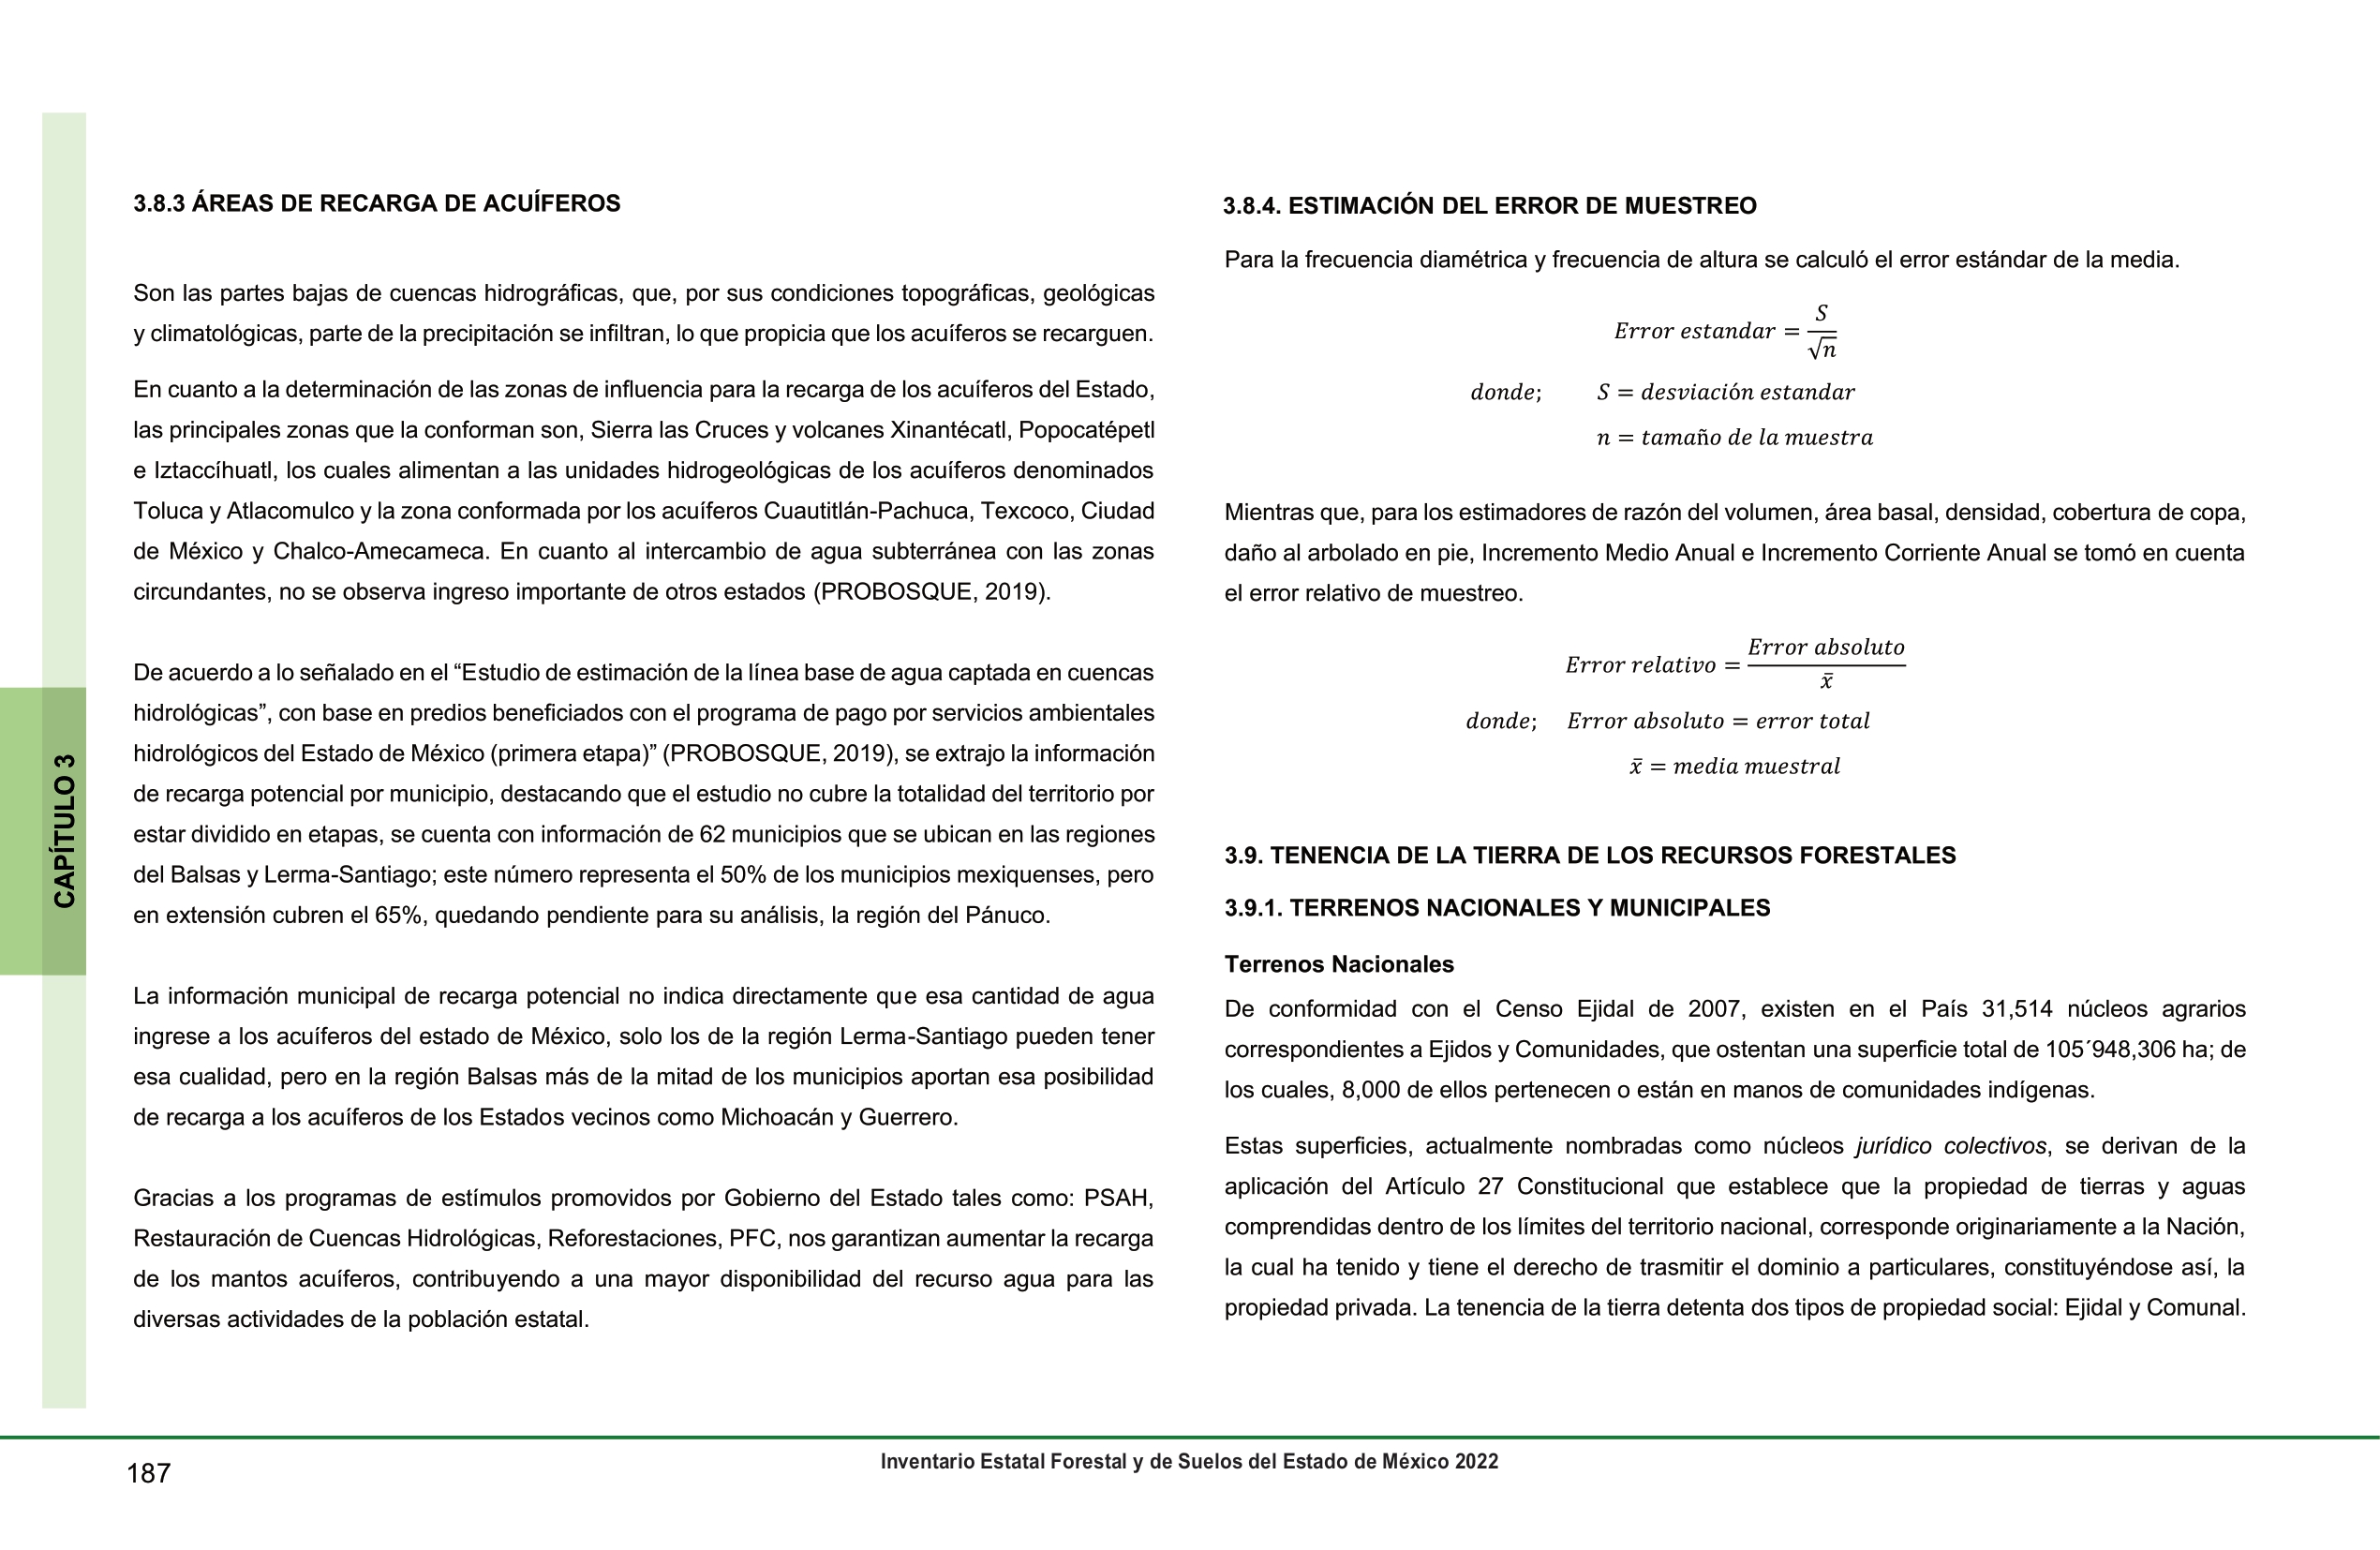 3.8.3 ÁREAS DE RECARGA DE ACUÍFEROS
Son las partes bajas de cuencas hidrográficas, que, por sus condiciones topográficas, geológicas
y climatológicas, parte de la precipitación se infiltran, lo que propicia que los acuíferos se recarguen.
En cuanto a la determinación de las zonas de influencia para la recarga de los acuíferos del Estado,
las principales zonas que la conforman son, Sierra las Cruces y volcanes Xinantécatl, Popocatépetl
e Iztaccíhuatl, los cuales alimentan a las unidades hidrogeológicas de los acuíferos denominados
Toluca y Atlacomulco y la zona conformada por los acuíferos Cuautitlán-Pachuca, Texcoco, Ciudad
de México y Chalco-Amecameca. En cuanto al intercambio de agua subterránea con las zonas
circundantes, no se observa ingreso importante de otros estados (PROBOSQUE, 2019).
De acuerdo a lo señalado en el “Estudio de estimación de la línea base de agua captada en cuencas
hidrológicas”, con base en predios beneficiados con el programa de pago por servicios ambientales
hidrológicos del Estado de México (primera etapa)” (PROBOSQUE, 2019), se extrajo la información
de recarga potencial por municipio, destacando que el estudio no cubre la totalidad del territorio por
estar dividido en etapas, se cuenta con información de 62 municipios que se ubican en las regiones
del Balsas y Lerma-Santiago; este número representa el 50% de los municipios mexiquenses, pero
en extensión cubren el 65%, quedando pendiente para su análisis, la región del Pánuco.
La información municipal de recarga potencial no indica directamente que esa cantidad de agua
ingrese a los acuíferos del estado de México, solo los de la región Lerma-Santiago pueden tener
esa cualidad, pero en la región Balsas más de la mitad de los municipios aportan esa posibilidad
de recarga a los acuíferos de los Estados vecinos como Michoacán y Guerrero.
Gracias a los programas de estímulos promovidos por Gobierno del Estado tales como: PSAH,
Restauración de Cuencas Hidrológicas, Reforestaciones, PFC, nos garantizan aumentar la recarga
de los mantos acuíferos, contribuyendo a una mayor disponibilidad del recurso agua para las
diversas actividades de la población estatal.
3.8.4. ESTIMACIÓN DEL ERROR DE MUESTREO
Para la frecuencia diamétrica y frecuencia de altura se calculó el error estándar de la media.
Error estandar = S / √n
donde; S = desviación estandar
n = tamaño de la muestra
Mientras que, para los estimadores de razón del volumen, área basal, densidad, cobertura de copa,
daño al arbolado en pie, Incremento Medio Anual e Incremento Corriente Anual se tomó en cuenta
el error relativo de muestreo.
Error relativo = Error absoluto / x̄
donde; Error absoluto = error total
x̄ = media muestral
3.9. TENENCIA DE LA TIERRA DE LOS RECURSOS FORESTALES
3.9.1. TERRENOS NACIONALES Y MUNICIPALES
Terrenos Nacionales
De conformidad con el Censo Ejidal de 2007, existen en el País 31,514 núcleos agrarios
correspondientes a Ejidos y Comunidades, que ostentan una superficie total de 105´948,306 ha; de
los cuales, 8,000 de ellos pertenecen o están en manos de comunidades indígenas.
Estas superficies, actualmente nombradas como núcleos jurídico colectivos, se derivan de la
aplicación del Artículo 27 Constitucional que establece que la propiedad de tierras y aguas
comprendidas dentro de los límites del territorio nacional, corresponde originariamente a la Nación,
la cual ha tenido y tiene el derecho de trasmitir el dominio a particulares, constituyéndose así, la
propiedad privada. La tenencia de la tierra detenta dos tipos de propiedad social: Ejidal y Comunal.
CAPÍTULO 3
187
Inventario Estatal Forestal y de Suelos del Estado de México 2022